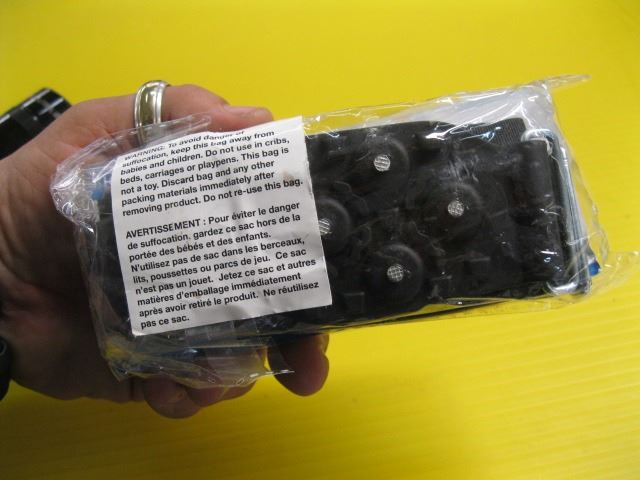 WARNING: To avoid danger of
suffocation, keep this bag away from
babies and children. Do not use in cribs,
beds, carriages or playpens. This bag is
not a toy. Discard bag and any other
packing materials immediately after
removing product. Do not re-use this bag.
AVERTISSEMENT : Pour éviter le danger
de suffocation, gardez ce sac hors de la
portée des bébés et des enfants.
N'utilisez pas de sac dans les berceaux,
lits, poussettes ou parcs de jeu. Ce sac
n'est pas un jouet. Jetez ce sac et autres
matières d'emballage immédiatement
après avoir retiré le produit. Ne réutilisez
pas ce sac.